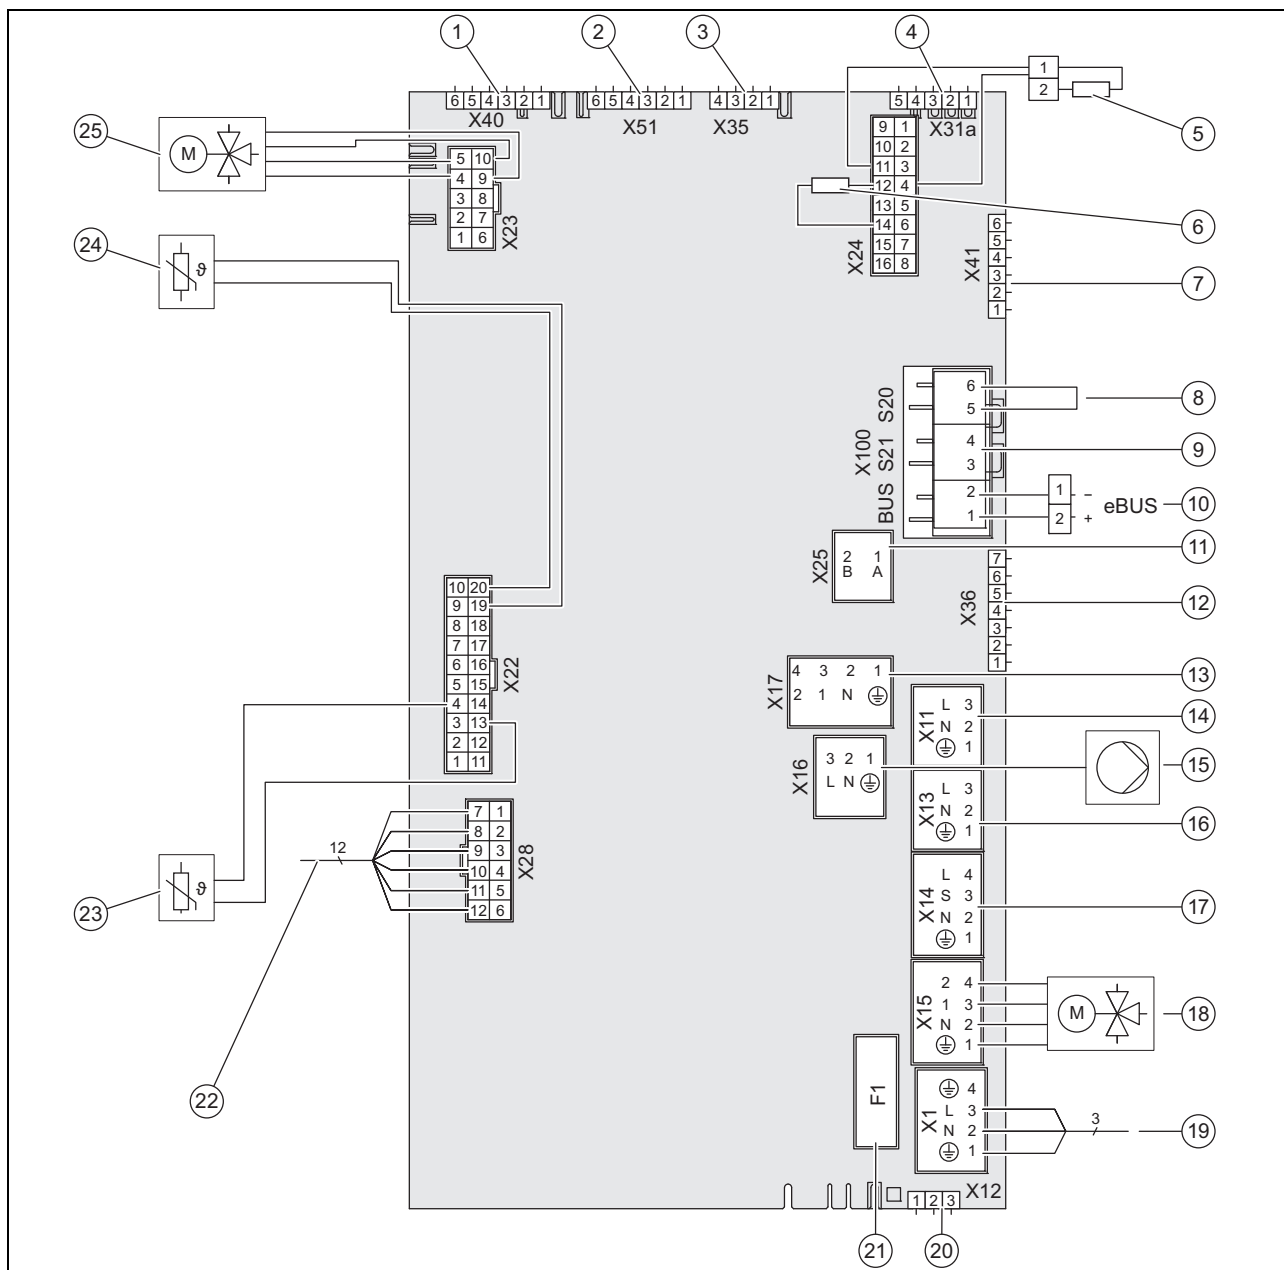 1 2 3 4
1
2
5
6 5 4 3 2 1
X40
6 5 4 3 2 1
X51
4 3 2 1
X35
5 4 3 2 1
X31a
25
M
5 10
4 9
3 8
2 7
1 6
X23
9 1
10 2
11 3
12 4
13 5
14 6
15 7
16 8
X24
6
24
ϑ
6
5
4
3
2
1
X41
7
X100
S20
S21
BUS
6
5
4
3
2
1
8
9
1 -
2 +
eBUS
10
X25
2 1
B A
11
7
6
5
4
3
2
1
X36
12
10 20
9 19
8 18
7 17
6 16
5 15
4 14
3 13
2 12
1 11
X22
X17
4 3 2 1
2 1 N
13
X11
L 3
N 2
1
14
X16
3 2 1
L N
15
X13
L 3
N 2
1
16
7 1
8 2
9 3
10 4
11 5
12 6
X28
12
23
ϑ
X14
L 4
S 3
N 2
1
17
X15
2 4
1 3
N 2
1
M
18
22
F1
X1
4
L 3
N 2
1
3
19
1 2 3
X12
21
20